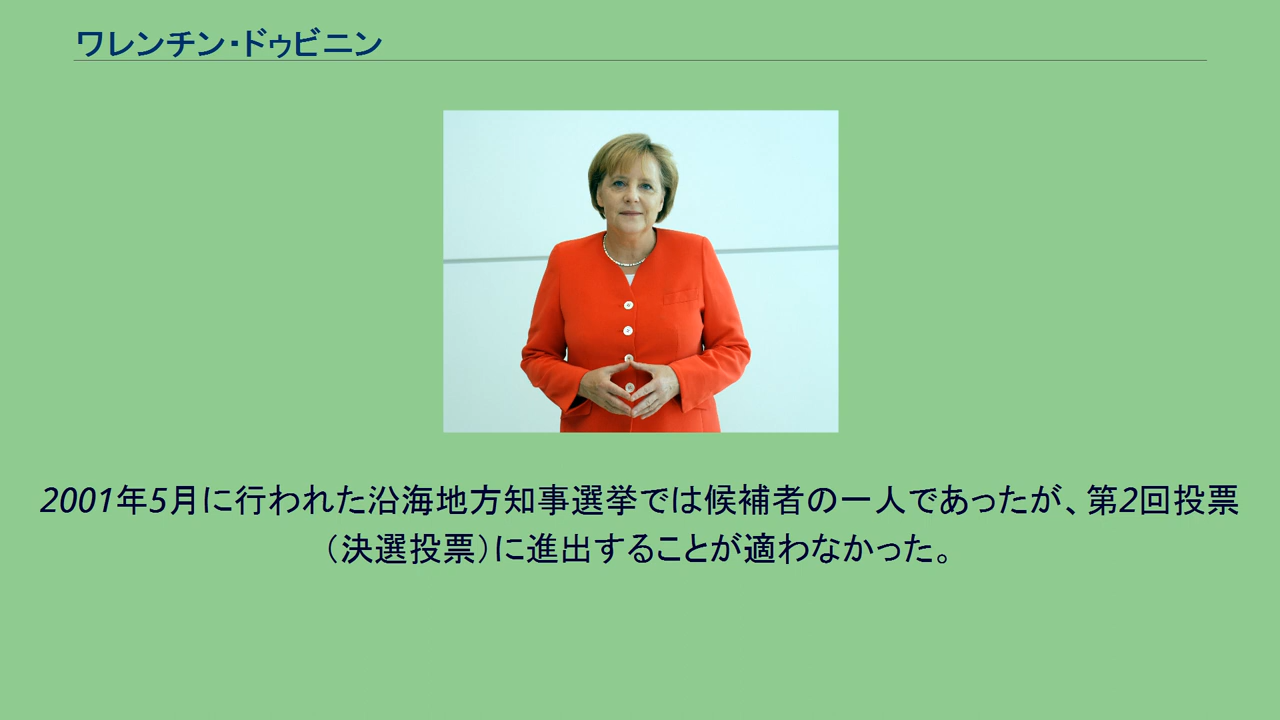 ワレンチン・ドゥビニン
2001年5月に行われた沿海地方知事選挙では候補者の一人であったが、第2回投票
（決選投票）に進出することが適わなかった。